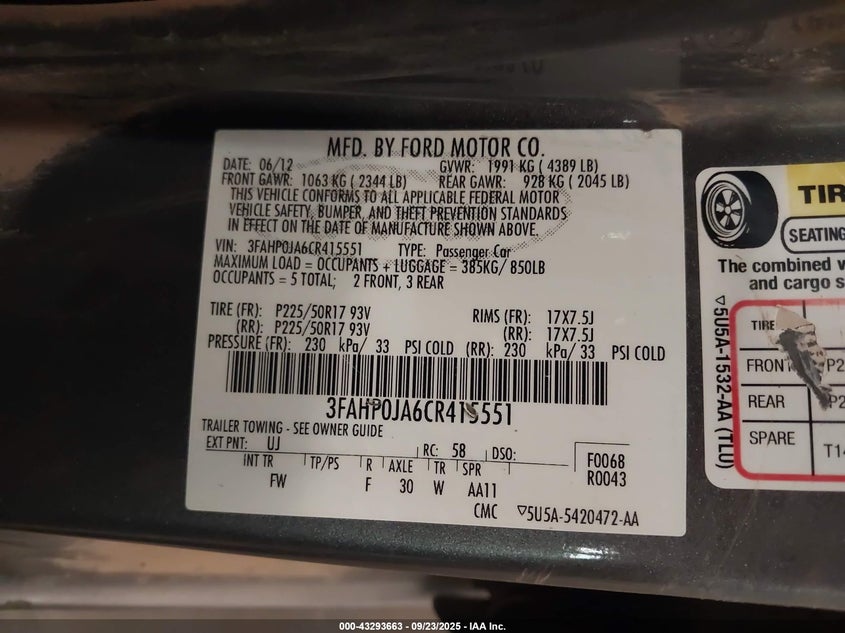 MFD. BY FORD MOTOR CO.
DATE: 06/12 GVWR: 1991 KG ( 4389 LB)
FRONT GAWR: 1063 KG ( 2344 LB) REAR GAWR: 928 KG ( 2045 LB)
THIS VEHICLE CONFORMS TO ALL APPLICABLE FEDERAL MOTOR
VEHICLE SAFETY, BUMPER, AND THEFT PREVENTION STANDARDS
IN EFFECT ON THE DATE OF MANUFACTURE SHOWN ABOVE.
VIN: 3FAHP0JA6CR415551 TYPE: Passenger Car
MAXIMUM LOAD = OCCUPANTS + LUGGAGE = 385KG/ 850LB
OCCUPANTS = 5 TOTAL; 2 FRONT, 3 REAR
TIRE (FR): P225/50R17 93V RIMS (FR): 17X7.5J
(RR): P225/50R17 93V (RR): 17X7.5J
PRESSURE (FR): 230 kPa/ 33 PSI COLD (RR): 230 kPa/ 33 PSI COLD
3FAHP0JA6CR415551
TRAILER TOWING - SEE OWNER GUIDE
EXT PNT: UJ RC: 58 DSO: F0068
R0043
INT TR TP/PS R AXLE TR SPR
FW F 30 W AA11
CMC ▽5U5A-5420472-AA
TIR
SEATING
The combined
and cargo
▽5U5A-1532-AA (TLU)
TIRE
FRONT P2
REAR P2
SPARE T14
000-43293663 - 09/23/2025 - IAA Inc.